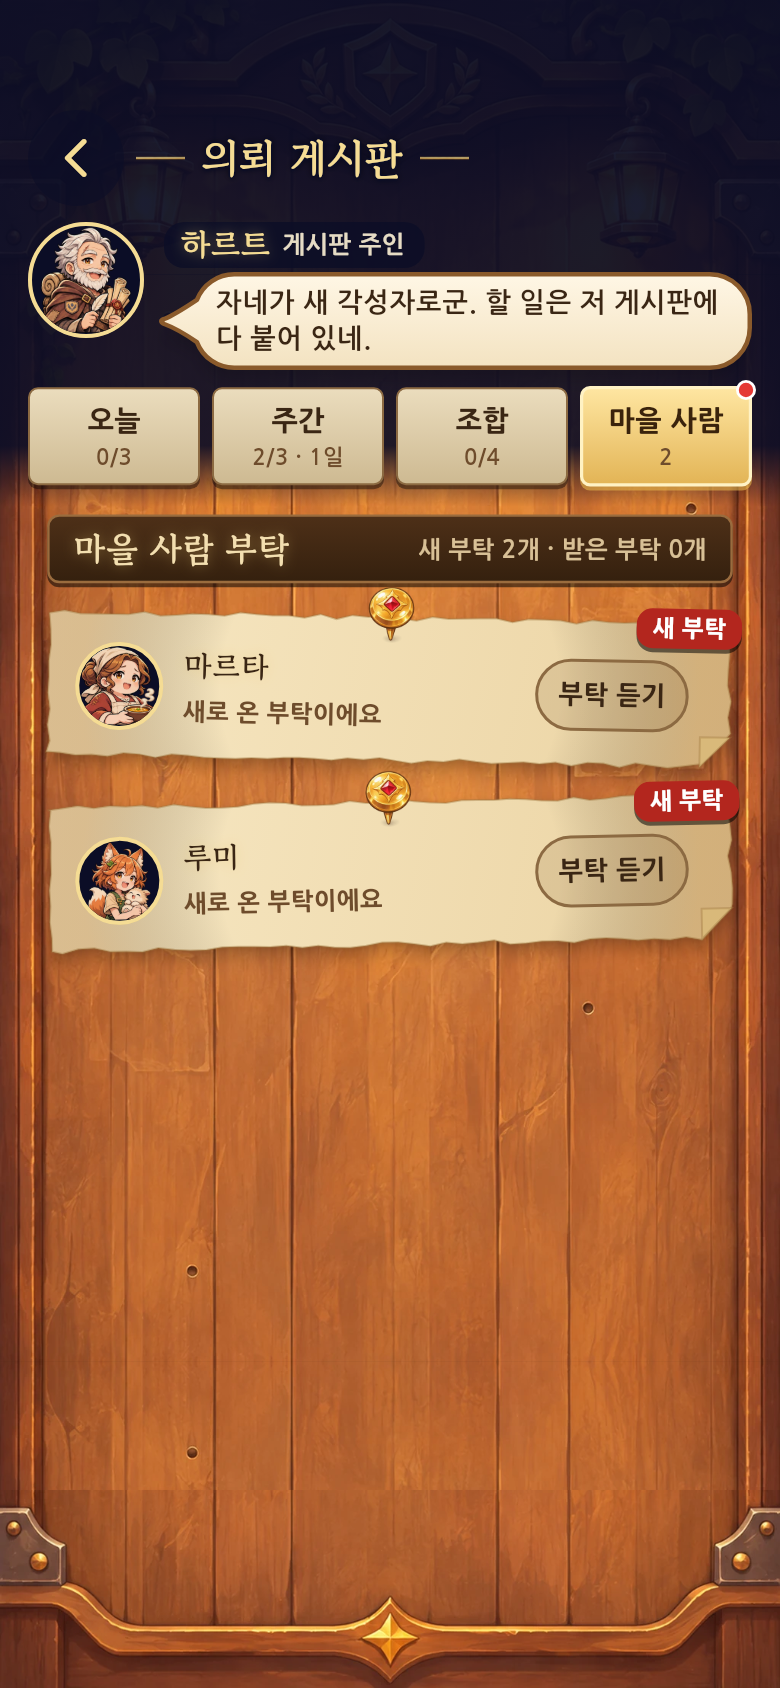 의뢰 게시판
하르트 게시판 주인
자네가 새 각성자로군. 할 일은 저 게시판에
다 붙어 있네.
오늘
0/3
주간
2/3 · 1일
조합
0/4
마을 사람
2
마을 사람 부탁
새 부탁 2개 · 받은 부탁 0개
새 부탁
마르타
새로 온 부탁이에요
부탁 듣기
새 부탁
루미
새로 온 부탁이에요
부탁 듣기